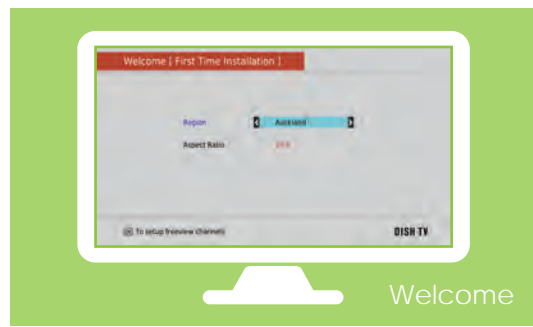 Welcome [ First Time Installation ]
Region Auckland
Aspect Ratio
To setup freeview channels
DISH TV
Welcome